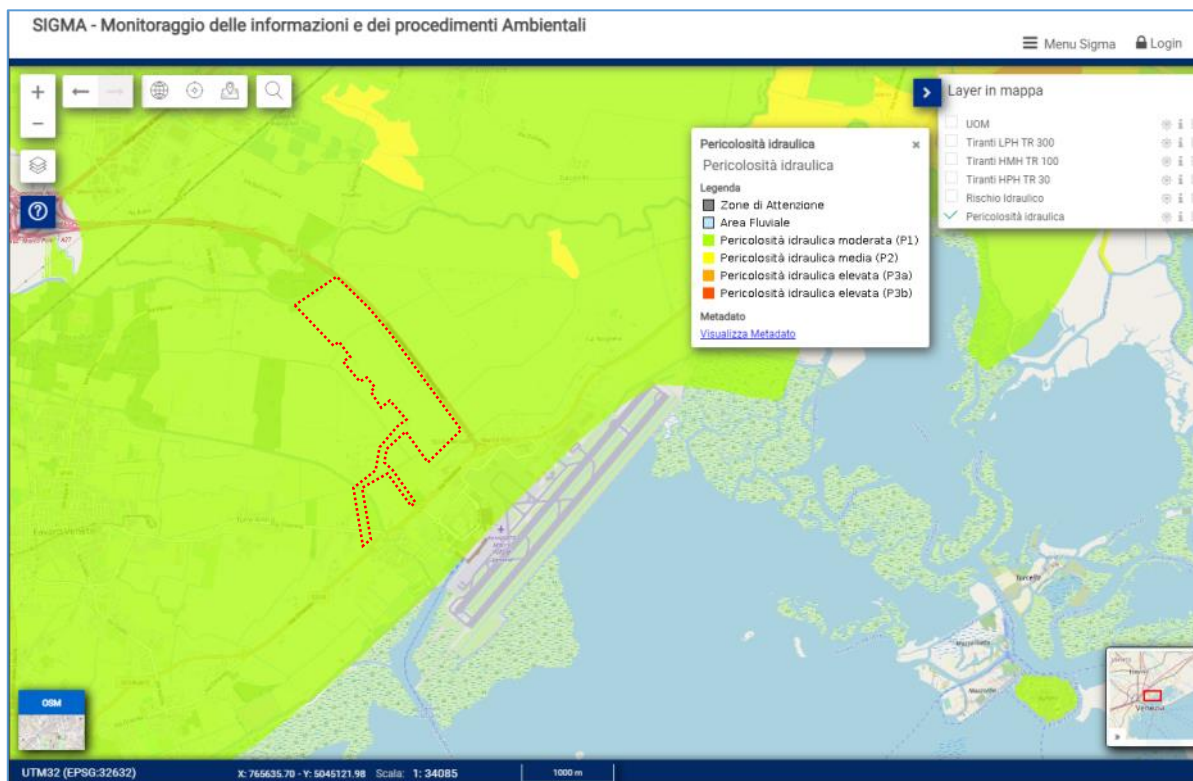 SIGMA - Monitoraggio delle informazioni e dei procedimenti Ambientali
Menu Sigma
Login
Layer in mappa
UOM
Tiranti LPH TR 300
Tiranti HMH TR 100
Tiranti HPH TR 30
Rischio Idraulico
Pericolosità idraulica
Pericolosità idraulica
Pericolosità idraulica
Legenda
Zone di Attenzione
Area Fluviale
Pericolosità idraulica moderata (P1)
Pericolosità idraulica media (P2)
Pericolosità idraulica elevata (P3a)
Pericolosità idraulica elevata (P3b)
Metadato
Visualizza Metadato
Torcello
Mazzorbo
Venezia
OSM
UTM32 (EPSG:32632)
X: 765635.70 - Y: 5045121.98
Scala: 1: 34085
1000 m